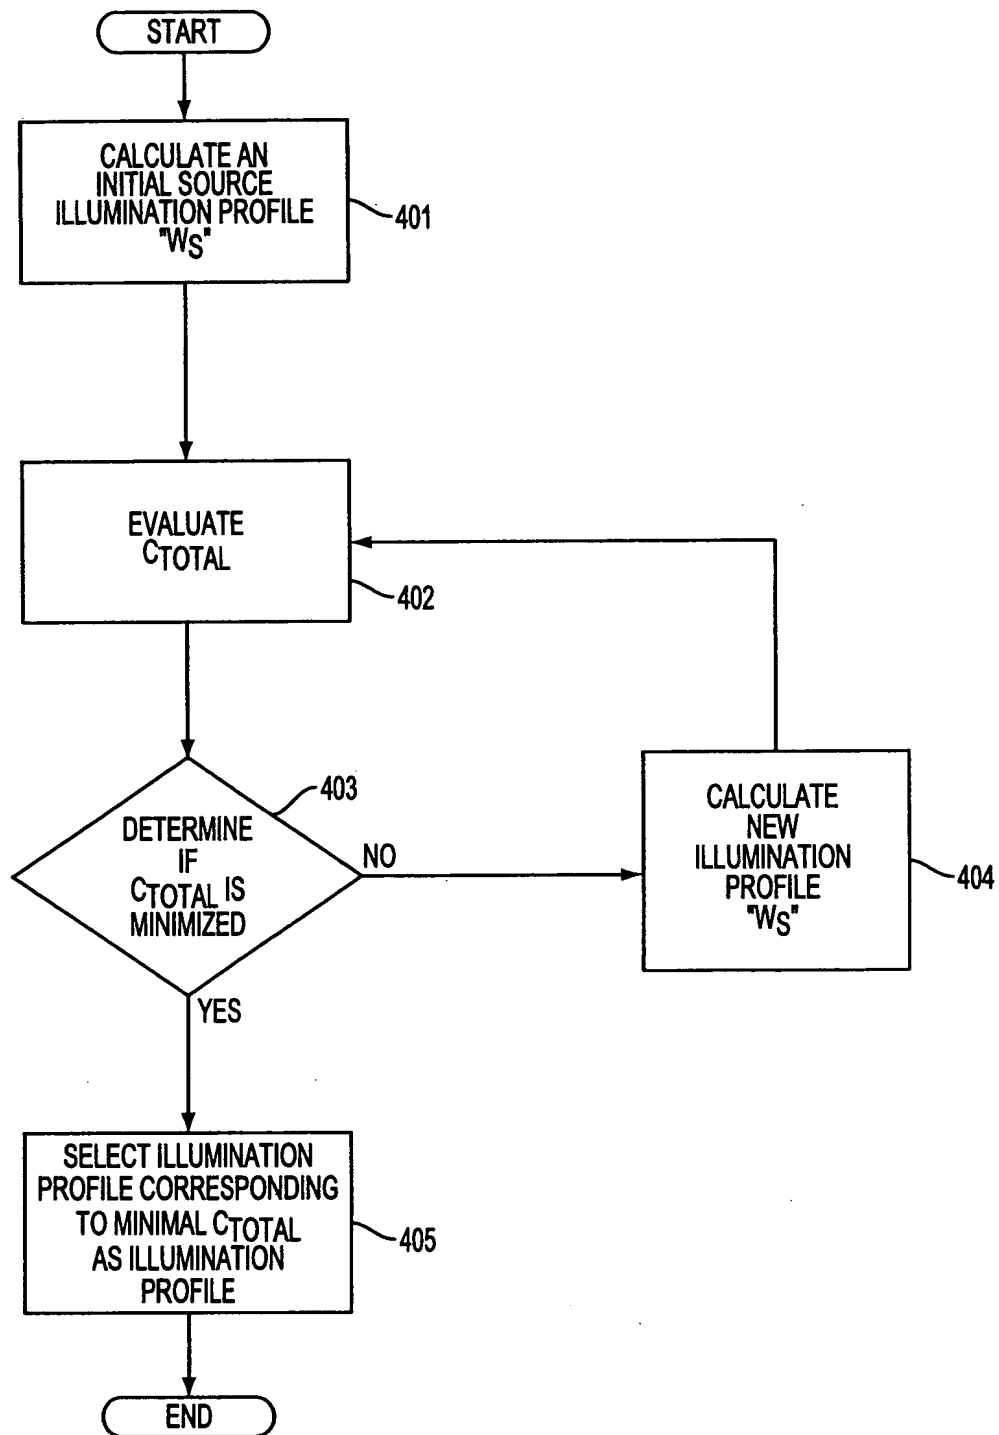 START
CALCULATE AN
INITIAL SOURCE
ILLUMINATION PROFILE
"WS"
401
EVALUATE
CTOTAL
402
403
DETERMINE
IF
CTOTAL IS
MINIMIZED
NO
CALCULATE
NEW
ILLUMINATION
PROFILE
"WS"
404
YES
SELECT ILLUMINATION
PROFILE CORRESPONDING
TO MINIMAL CTOTAL
AS ILLUMINATION
PROFILE
405
END